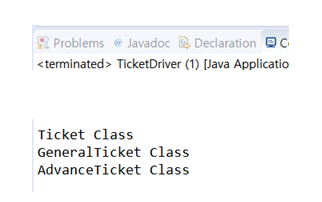 Problems @ Javadoc Declaration
<terminated> TicketDriver (1) [Java Applicatio
Ticket Class
GeneralTicket Class
AdvanceTicket Class